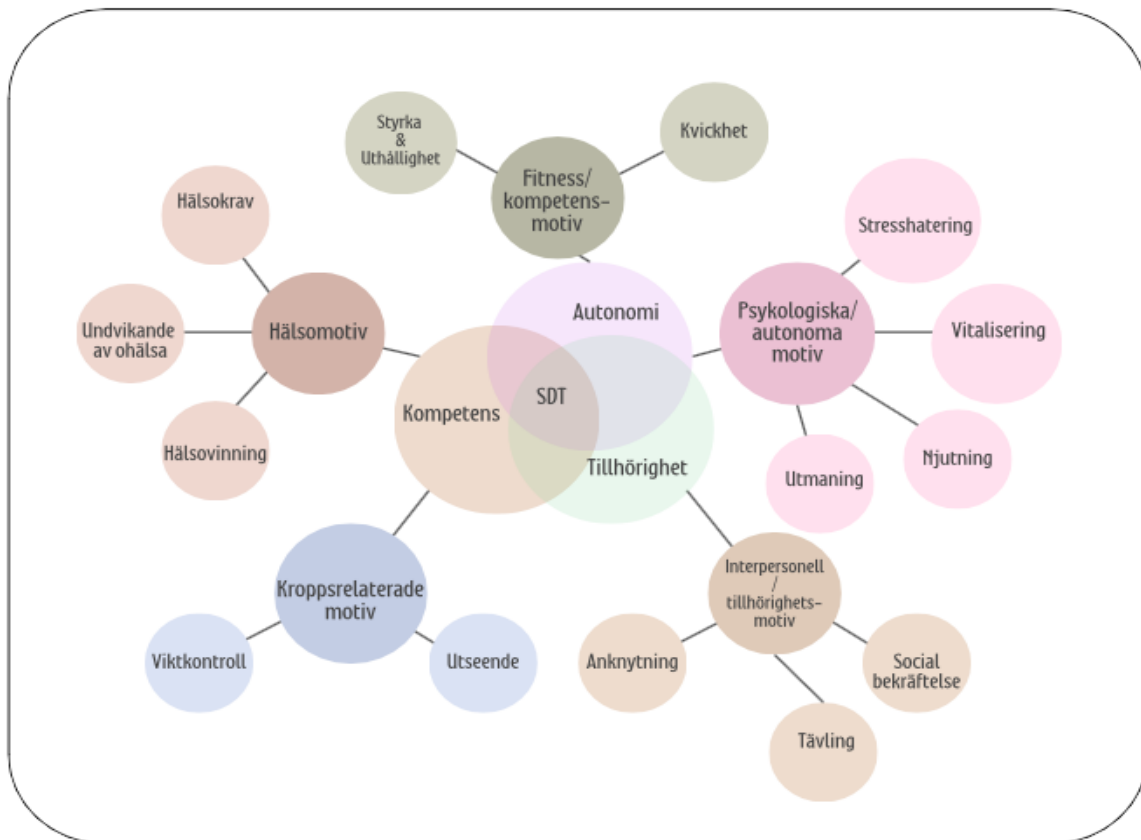 Styrka
&
Uthållighet
Kvickhet
Fitness/
kompetens-
motiv
Hälsokrav
Undvikande
av ohälsa
Hälsovinning
Hälsomotiv
Autonomi
Kompetens
SDT
Tillhörighet
Psykologiska/
autonoma
motiv
Stresshatering
Vitalisering
Njutning
Utmaning
Kroppsrelaterade
motiv
Viktkontroll
Utseende
Interpersonell
/
tillhörighets-
motiv
Anknytning
Social
bekräftelse
Tävling